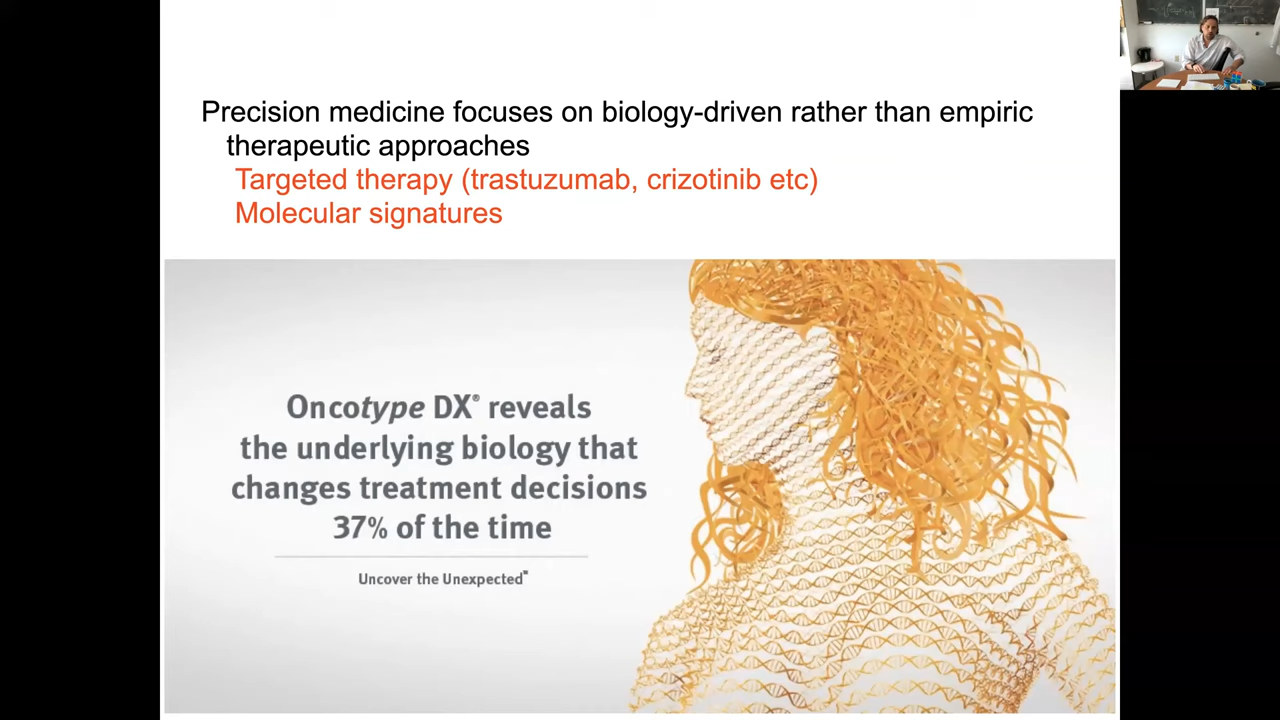 Precision medicine focuses on biology-driven rather than empiric
therapeutic approaches
Targeted therapy (trastuzumab, crizotinib etc)
Molecular signatures
Oncotype DX® reveals
the underlying biology that
changes treatment decisions
37% of the time
Uncover the Unexpected™